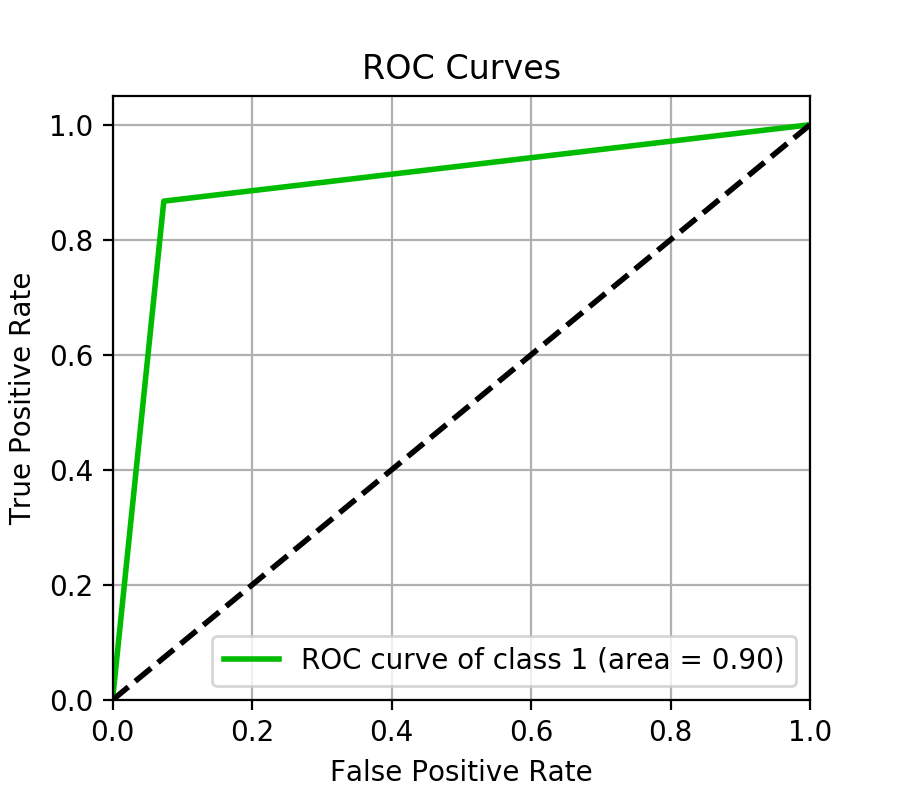 ROC Curves
True Positive Rate
1.0
0.8
0.6
0.4
0.2
0.0
ROC curve of class 1 (area = 0.90)
0.0 0.2 0.4 0.6 0.8 1.0
False Positive Rate